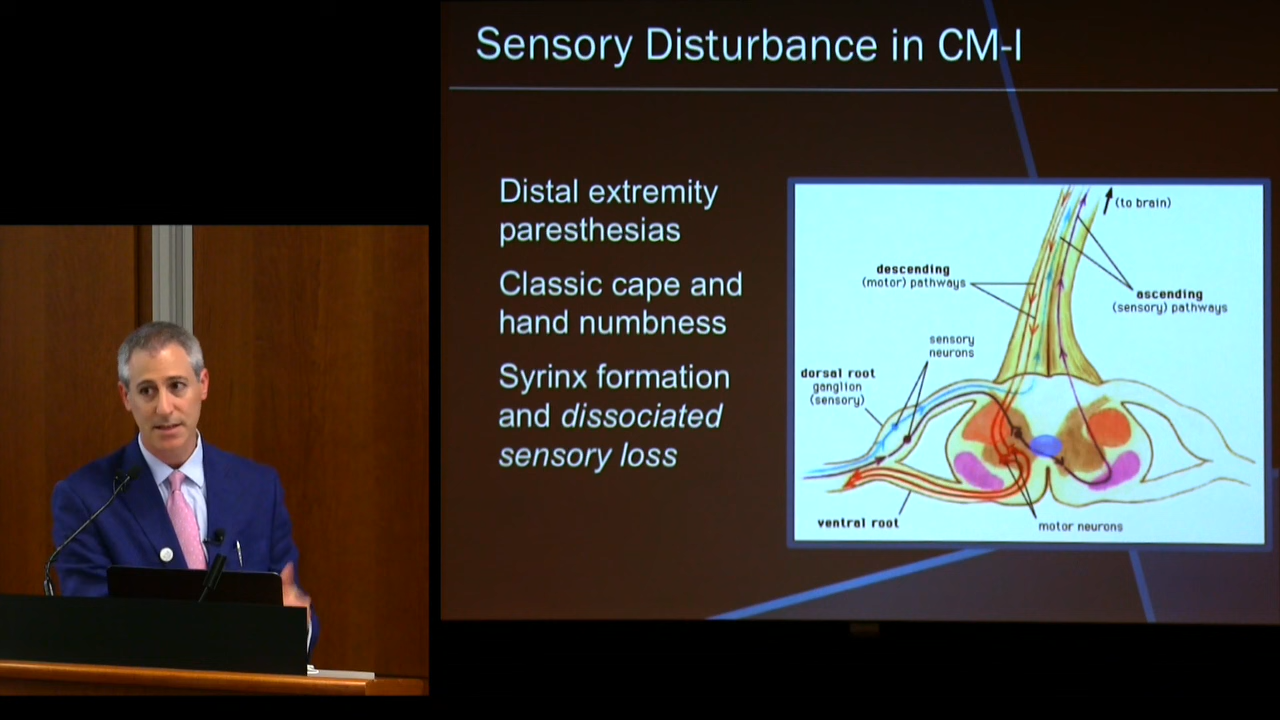 Sensory Disturbance in CM-I
Distal extremity
paresthesias
Classic cape and
hand numbness
Syrinx formation
and dissociated
sensory loss
(to brain)
descending
(motor) pathways
ascending
(sensory) pathways
sensory
neurons
dorsal root
ganglion
(sensory)
ventral root
motor neurons